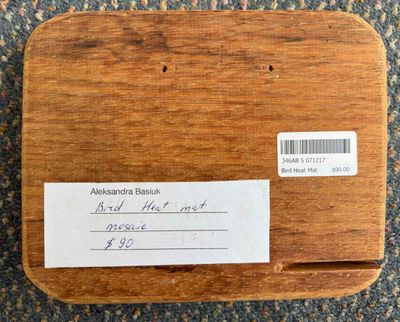 346AB S 071217
Bird Heat Mat $90.00
Aleksandra Basiuk
Bird Heat mat
mosaic
$ 90